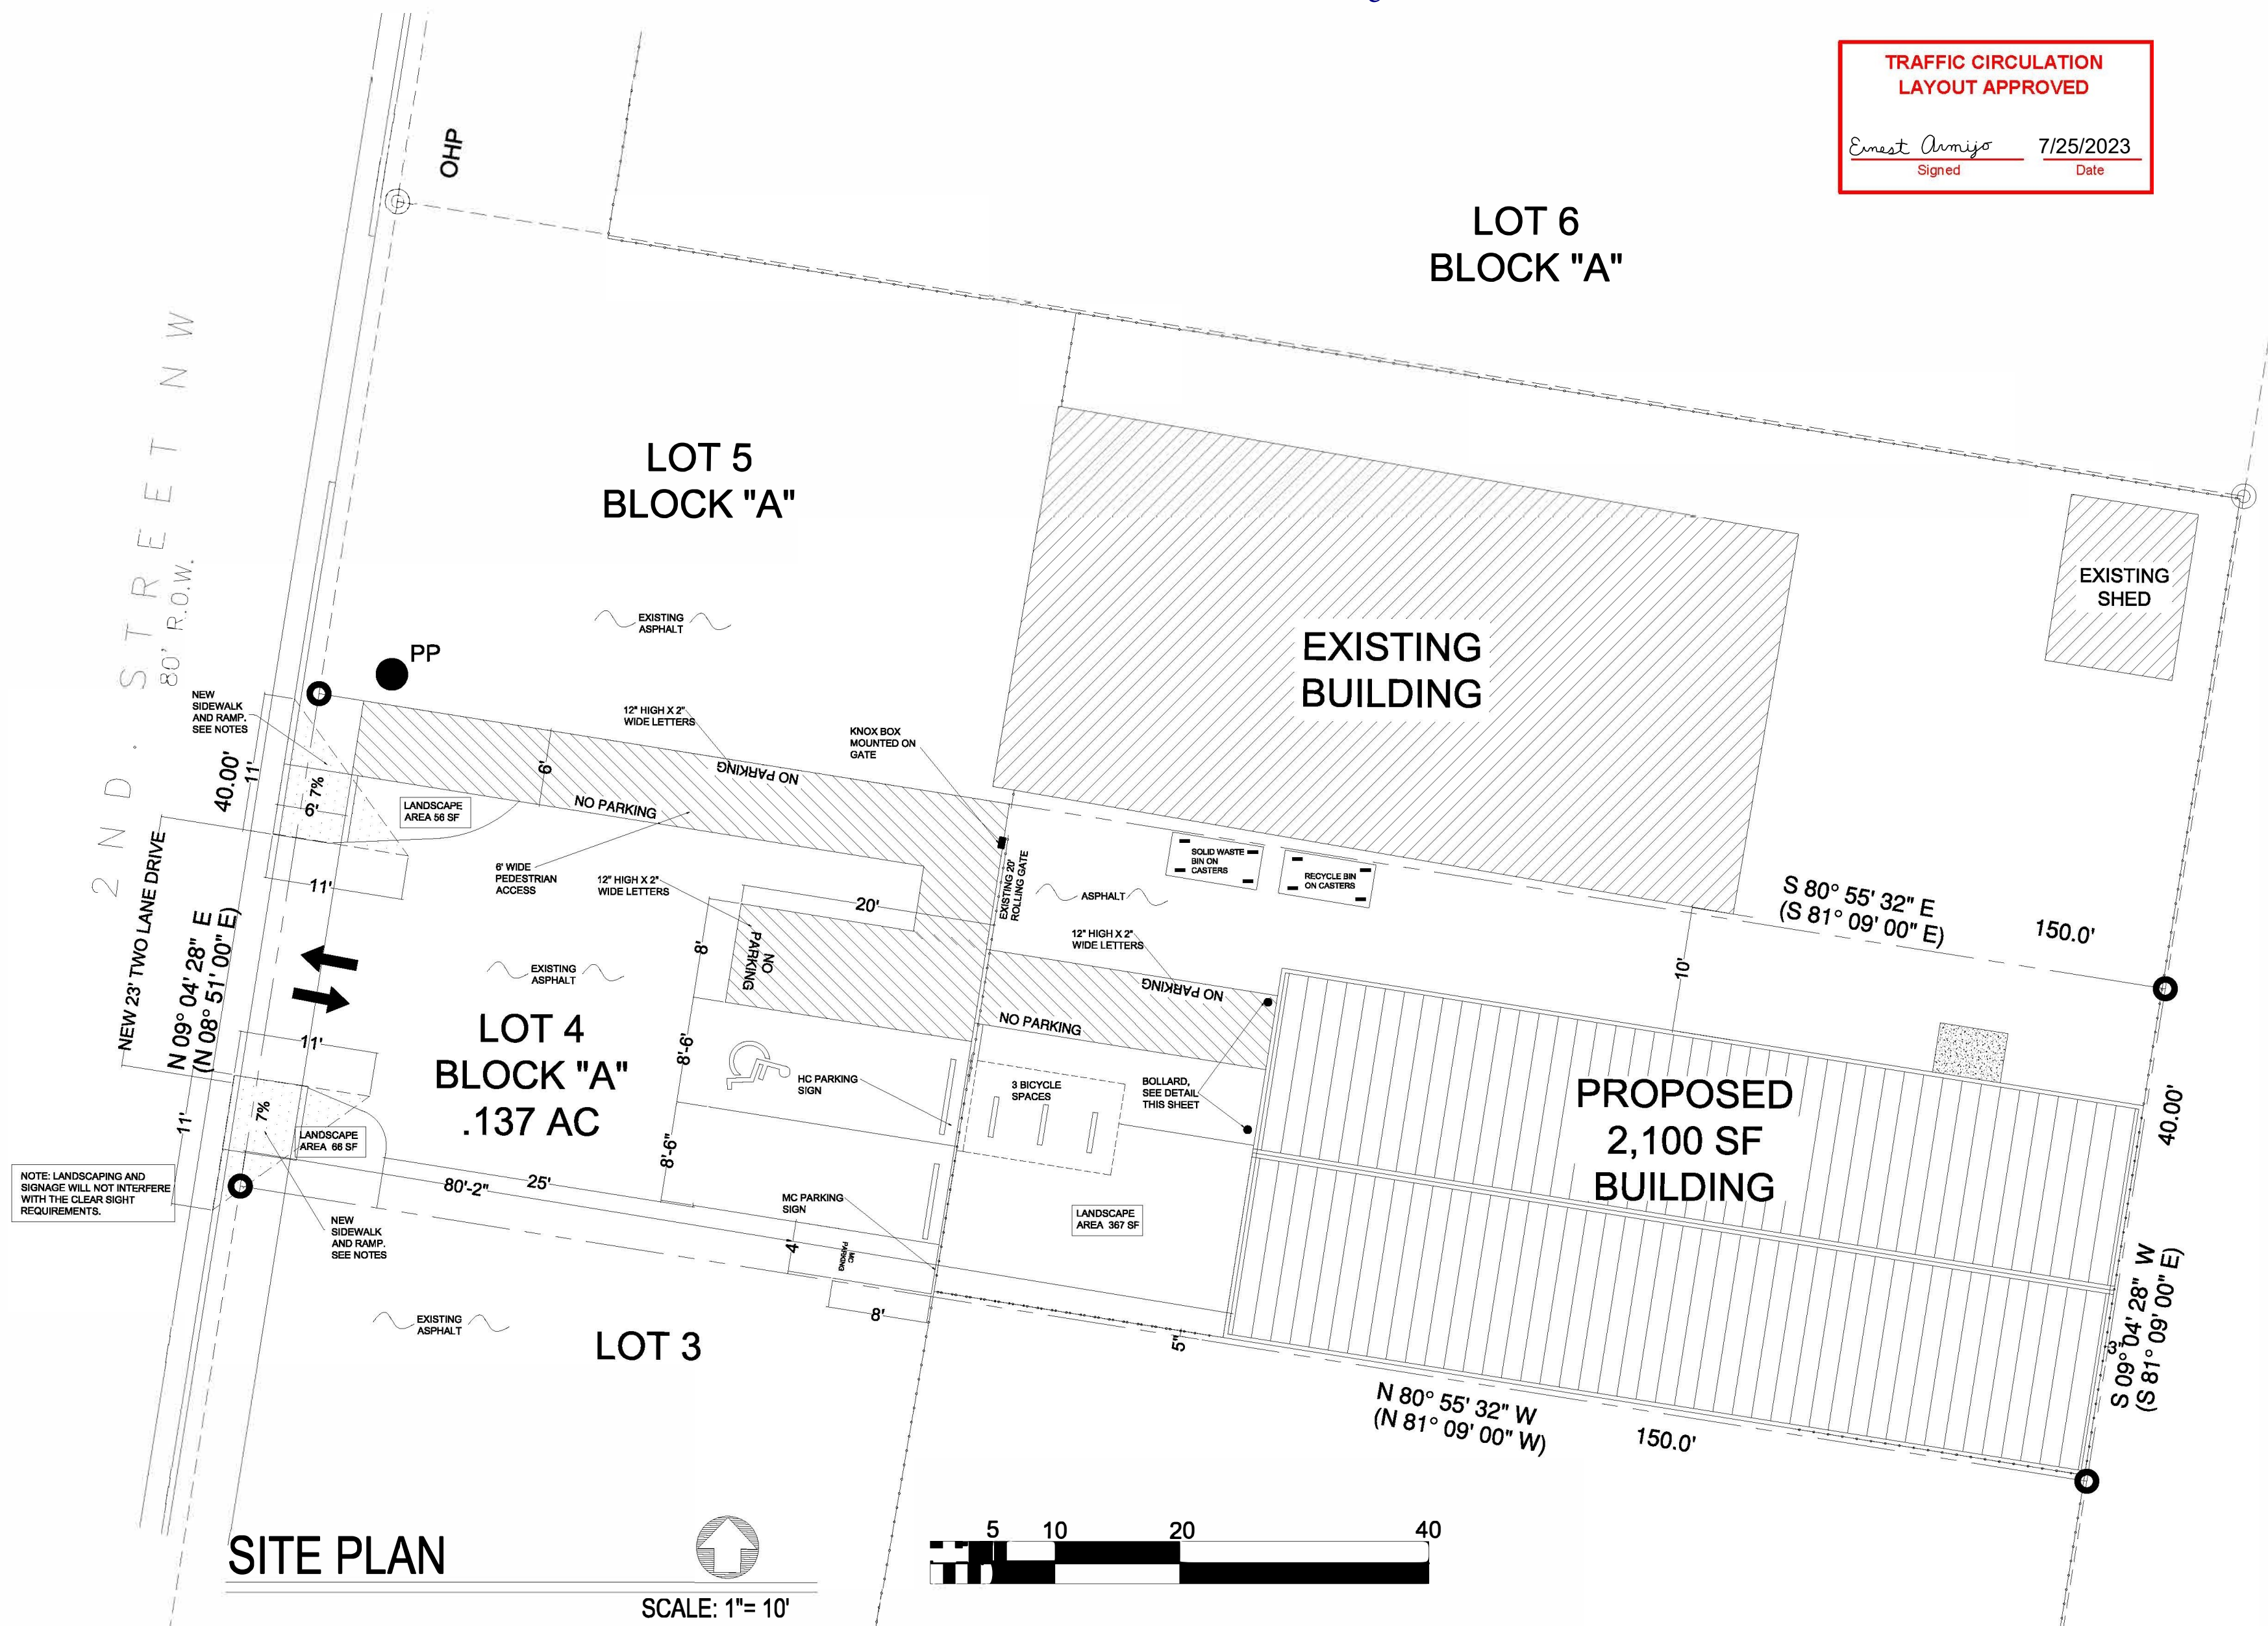 TRAFFIC CIRCULATION
LAYOUT APPROVED
Ernest Armijo
7/25/2023
Signed
Date
OHP
LOT 6
BLOCK "A"
LOT 5
BLOCK "A"
2ND. STREET NW
80' R.O.W.
EXISTING
SHED
EXISTING
ASPHALT
EXISTING
BUILDING
PP
NEW
SIDEWALK
AND RAMP.
SEE NOTES
12" HIGH X 2"
WIDE LETTERS
KNOX BOX
MOUNTED ON
GATE
40.00'
11'
7%
6'
6'
NO PARKING
NO PARKING
LANDSCAPE
AREA 56 SF
6' WIDE
PEDESTRIAN
ACCESS
12" HIGH X 2"
WIDE LETTERS
EXISTING 20'
ROLLING GATE
SOLID WASTE
BIN ON
CASTERS
RECYCLE BIN
ON CASTERS
ASPHALT
11'
20'
S 80° 55' 32" E
(S 81° 09' 00" E)
150.0'
NEW 23' TWO LANE DRIVE
N 09° 04' 28" E
(N 08° 51' 00" E)
NO
PARKING
8'
12" HIGH X 2"
WIDE LETTERS
10'
EXISTING
ASPHALT
NO PARKING
NO PARKING
LOT 4
BLOCK "A"
.137 AC
11'
8'-6'
HC PARKING
SIGN
3 BICYCLE
SPACES
BOLLARD,
SEE DETAIL
THIS SHEET
PROPOSED
2,100 SF
BUILDING
40.00'
11'
7%
LANDSCAPE
AREA 66 SF
8'-6"
NOTE: LANDSCAPING AND
SIGNAGE WILL NOT INTERFERE
WITH THE CLEAR SIGHT
REQUIREMENTS.
80'-2"
25'
MC PARKING
SIGN
LANDSCAPE
AREA 367 SF
NEW
SIDEWALK
AND RAMP.
SEE NOTES
4'
MC
PARKING
8'
5"
3"
S 09° 04' 28" W
(S 81° 09' 00" E)
EXISTING
ASPHALT
LOT 3
N 80° 55' 32" W
(N 81° 09' 00" W)
150.0'
SITE PLAN
SCALE: 1"= 10'
5 10 20 40